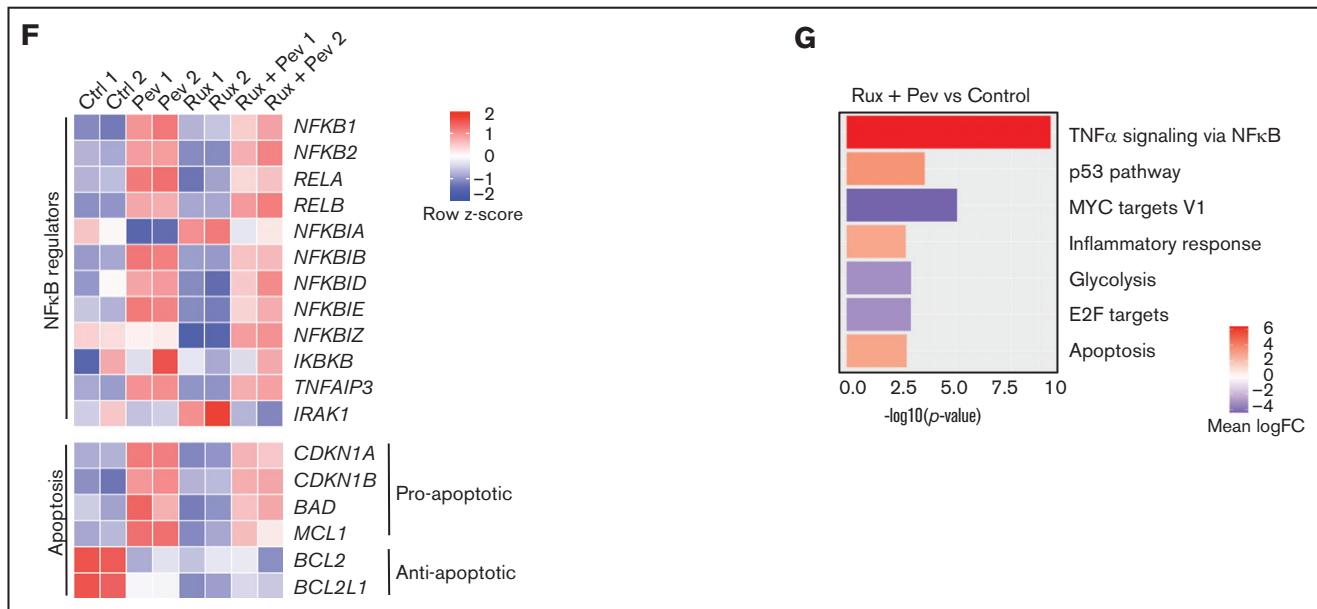 F
Ctrl 1
Ctrl 2
Pev 1
Pev 2
Rux 1
Rux 2
Rux + Pev 1
Rux + Pev 2
NFκB regulators
NFKB1
NFKB2
RELA
RELB
NFKBIA
NFKBIB
NFKBID
NFKBIE
NFKBIZ
IKBKB
TNFAIP3
IRAK1
2
1
0
−1
−2
Row z-score
Apoptosis
CDKN1A
CDKN1B
BAD
MCL1
BCL2
BCL2L1
Pro-apoptotic
Anti-apoptotic
G
Rux + Pev vs Control
TNFα signaling via NFκB
p53 pathway
MYC targets V1
Inflammatory response
Glycolysis
E2F targets
Apoptosis
0.0 2.5 5.0 10
-log10(p-value)
6
4
2
0
−2
−4
Mean logFC